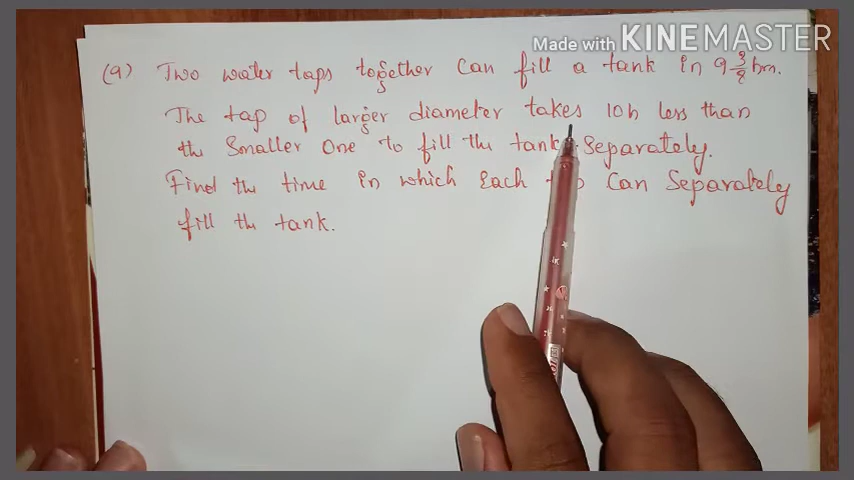 Made with KINEMASTER
(9) Two water taps together can fill a tank in 9 3/8 hrs.
The tap of larger diameter takes 10h less than
the smaller one to fill the tank separately.
Find the time in which each can separately
fill the tank.